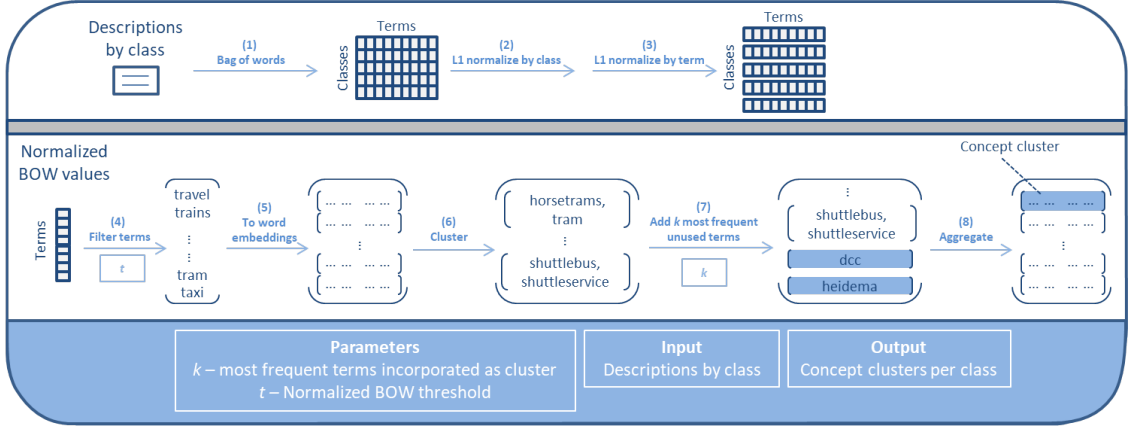 Descriptions
by class
(1)
Bag of words
Terms
Classes
(2)
L1 normalize by class
(3)
L1 normalize by term
Terms
Classes
Normalized
BOW values
Terms
(4)
Filter terms
t
travel
trains
⋮
...
tram
taxi
(5)
To word
embeddings
... ... ... ...
... ... ... ...
⋮
... ... ... ...
... ... ... ...
(6)
Cluster
horsetrams,
tram
⋮
shuttlebus,
shuttleservice
(7)
Add k most frequent
unused terms
k
⋮
shuttlebus,
shuttleservice
dcc
heidema
(8)
Aggregate
Concept cluster
... ... ... ...
... ... ... ...
⋮
... ... ... ...
... ... ... ...
Parameters
k – most frequent terms incorporated as cluster
t – Normalized BOW threshold
Input
Descriptions by class
Output
Concept clusters per class